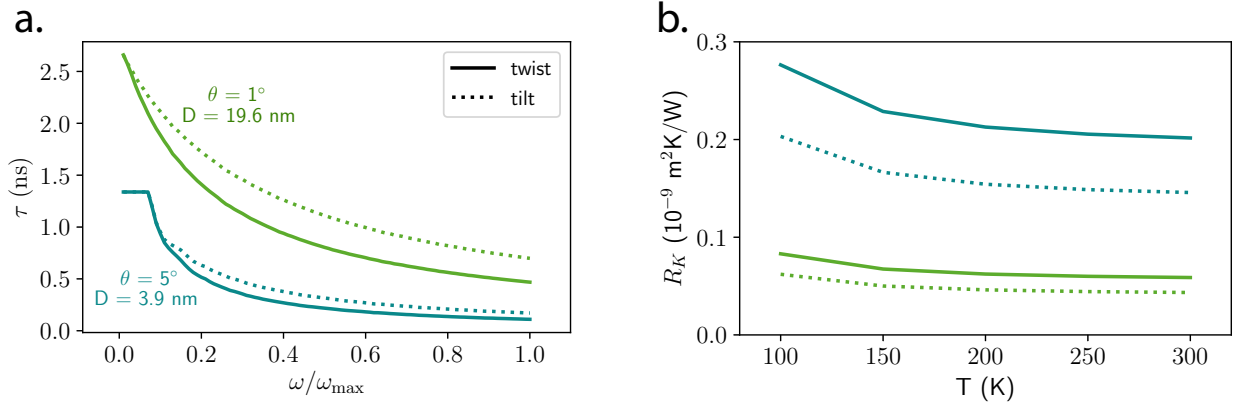 a.
2.5
2.0
1.5
1.0
0.5
0.0
τ (ns)
0.0 0.2 0.4 0.6 0.8 1.0
ω/ω_max
θ = 1°
D = 19.6 nm
θ = 5°
D = 3.9 nm
twist
tilt
b.
0.3
0.2
0.1
0.0
R_K (10⁻⁹ m²K/W)
100 150 200 250 300
T (K)